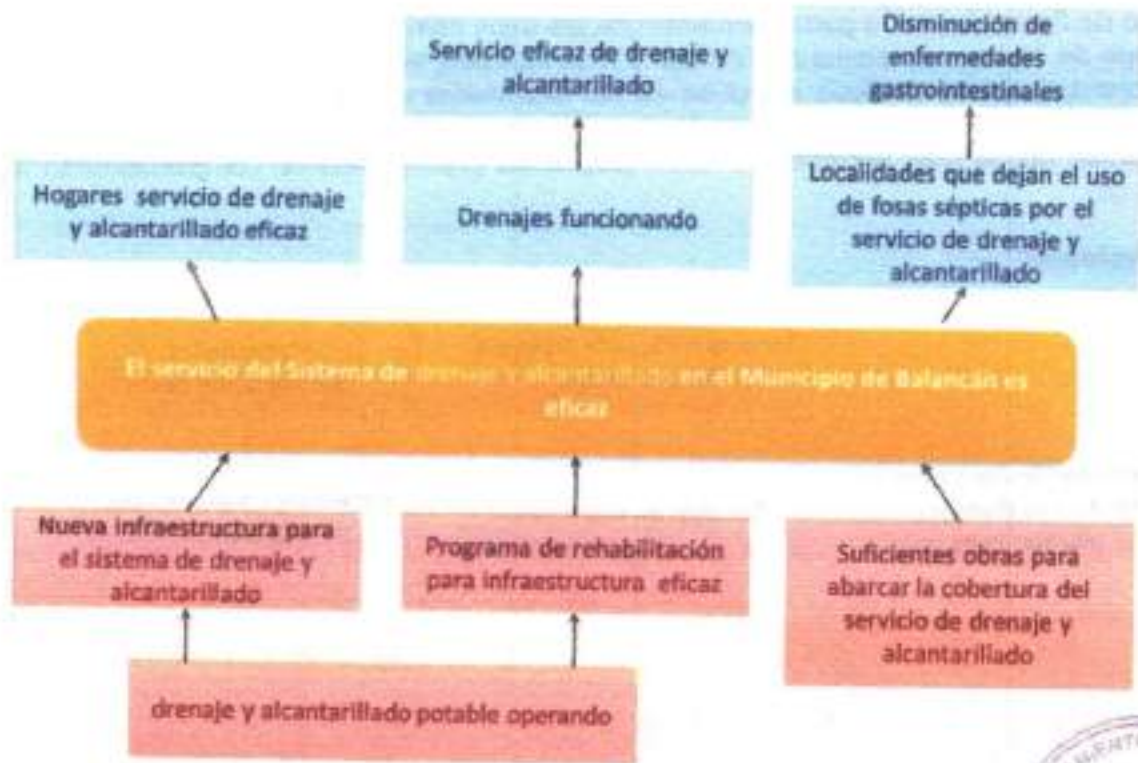 Servicio eficaz de drenaje y
alcantarillado
Disminución de
enfermedades
gastrointestinales
Hogares servicio de drenaje
y alcantarillado eficaz
Drenajes funcionando
Localidades que dejan el uso
de fosas sépticas por el
servicio de drenaje y
alcantarillado
El servicio del Sistema de drenaje y alcantarillado en el Municipio de Balancán es
eficaz
Nueva infraestructura para
el sistema de drenaje y
alcantarillado
Programa de rehabilitación
para infraestructura eficaz
Suficientes obras para
abarcar la cobertura del
servicio de drenaje y
alcantarillado
drenaje y alcantarillado potable operando